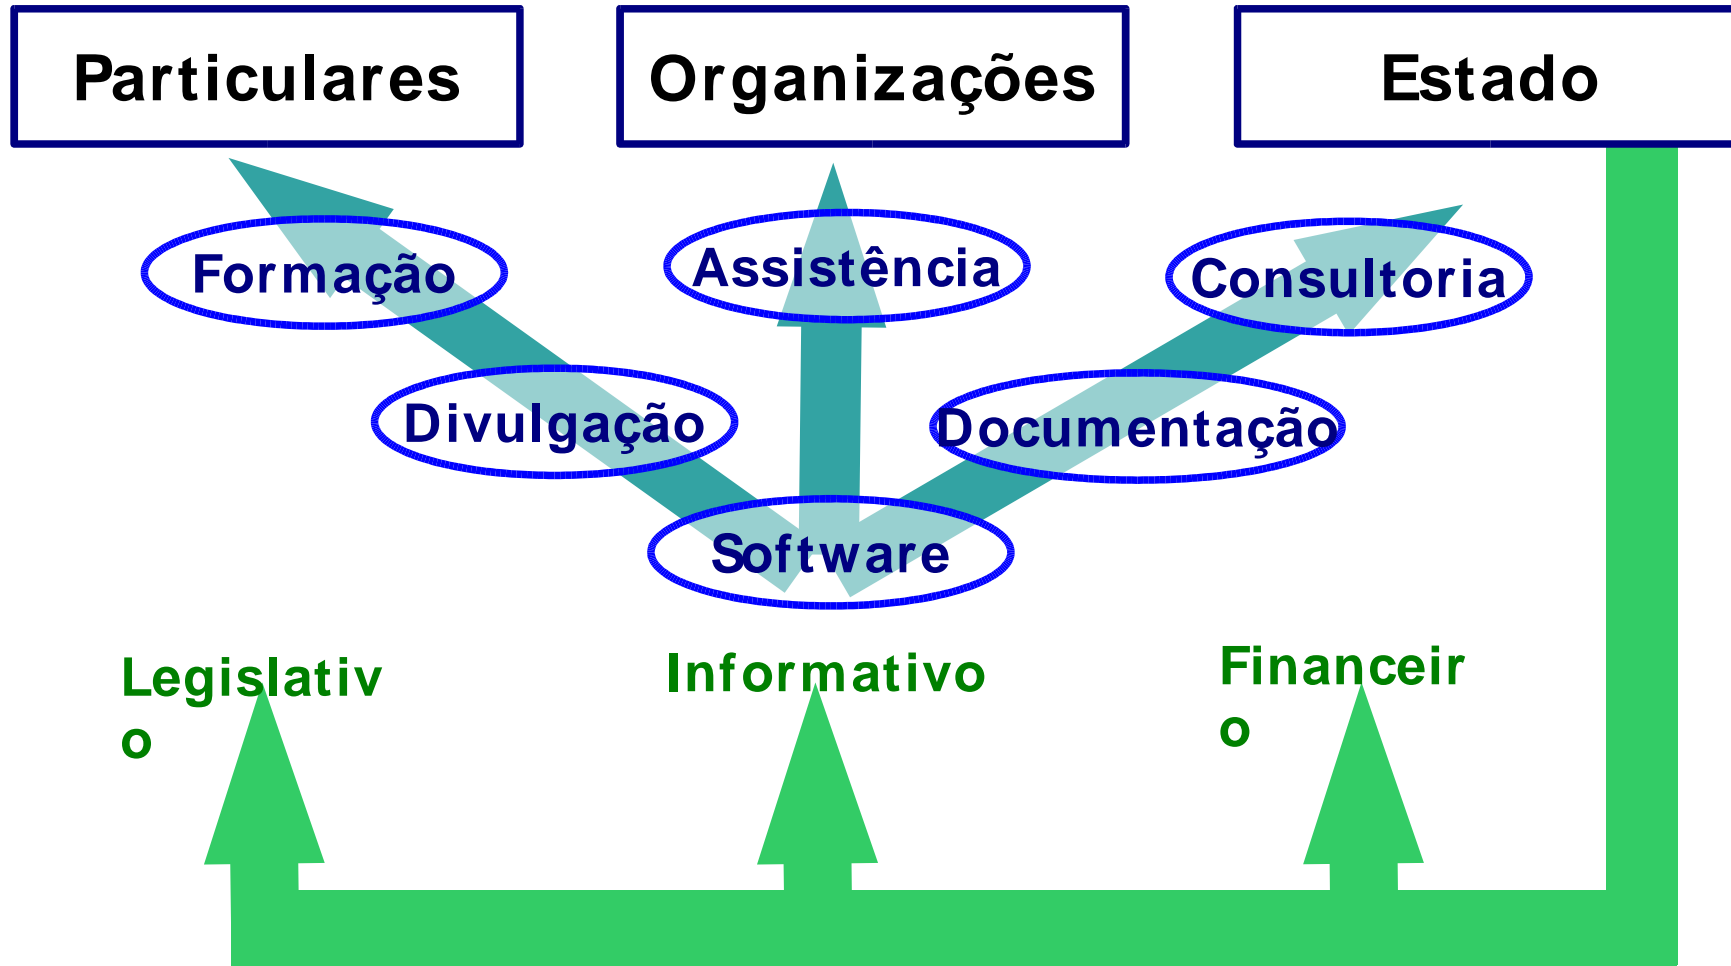 Particulares
Organizações
Estado
Formação
Assistência
Consultoria
Divulgação
Documentação
Software
Legislativ
o
Informativo
Financeir
o